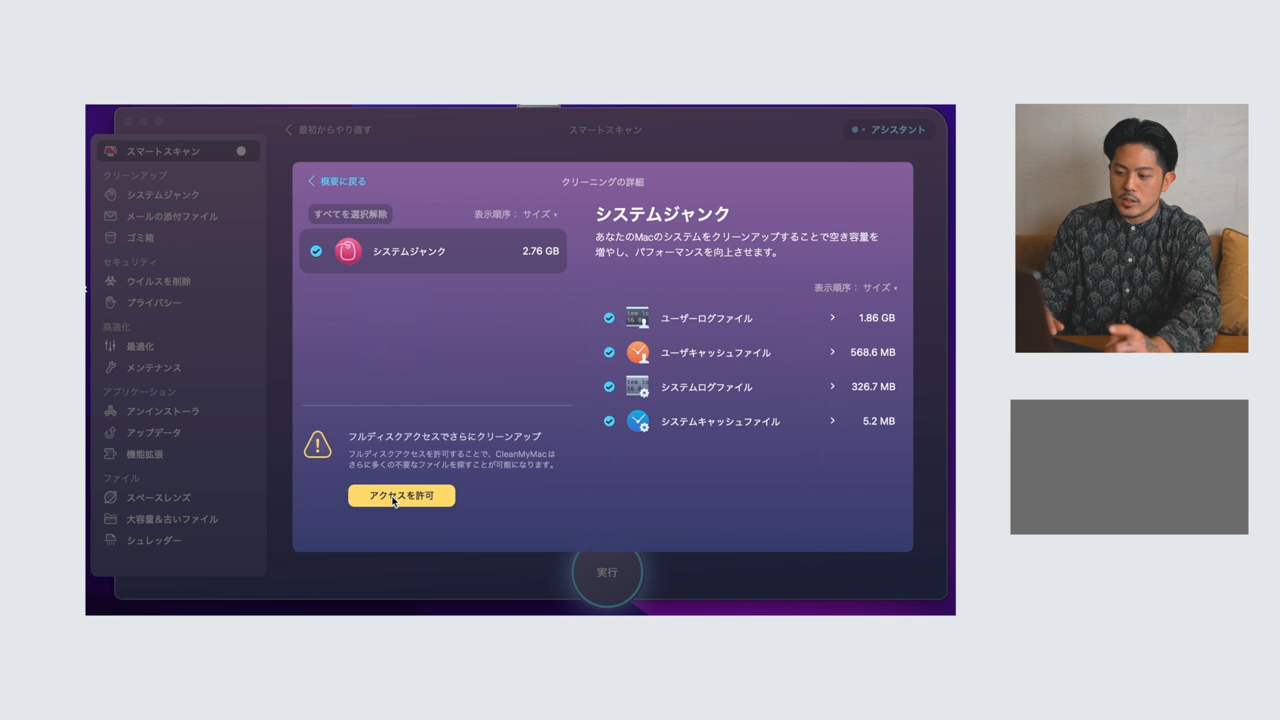 最初からやり直す
スマートスキャン
アシスタント
スマートスキャン
クリーンアップ
システムジャンク
メールの添付ファイル
ゴミ箱
セキュリティ
ウイルスを削除
プライバシー
高速化
最適化
メンテナンス
アプリケーション
アンインストーラ
アップデータ
機能拡張
ファイル
スペースレンズ
大容量&古いファイル
シュレッダー
概要に戻る
クリーニングの詳細
すべてを選択解除
表示順序： サイズ
システムジャンク
2.76 GB
フルディスクアクセスでさらにクリーンアップ
フルディスクアクセスを許可することで、CleanMyMacは
さらに多くの不要なファイルを探すことが可能になります。
アクセスを許可
システムジャンク
あなたのMacのシステムをクリーンアップすることで空き容量を
増やし、パフォーマンスを向上させます。
表示順序： サイズ
ユーザーログファイル
1.86 GB
ユーザキャッシュファイル
568.6 MB
システムログファイル
326.7 MB
システムキャッシュファイル
5.2 MB
実行